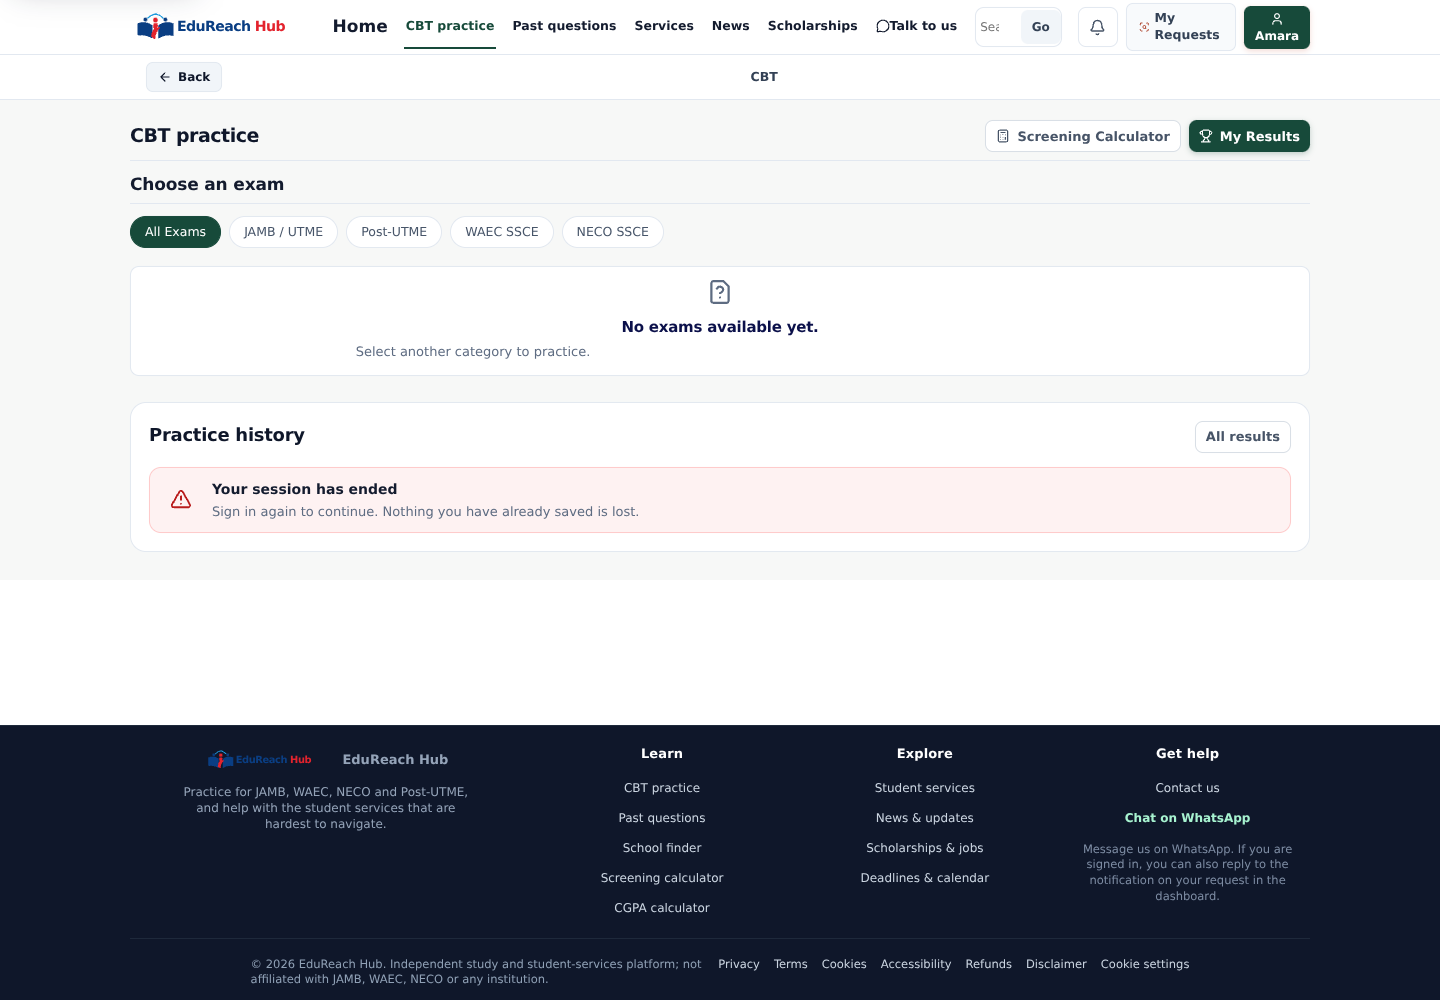 EduReach Hub
Home
CBT practice
Past questions
Services
News
Scholarships
Talk to us
Go
My Requests
Amara
Back
CBT
CBT practice
Screening Calculator
My Results
Choose an exam
All Exams
JAMB / UTME
Post-UTME
WAEC SSCE
NECO SSCE
No exams available yet.
Select another category to practice.
Practice history
All results
Your session has ended
Sign in again to continue. Nothing you have already saved is lost.
EduReach Hub
EduReach Hub
Practice for JAMB, WAEC, NECO and Post-UTME,
and help with the student services that are
hardest to navigate.
Learn
CBT practice
Past questions
School finder
Screening calculator
CGPA calculator
Explore
Student services
News & updates
Scholarships & jobs
Deadlines & calendar
Get help
Contact us
Chat on WhatsApp
Message us on WhatsApp. If you are
signed in, you can also reply to the
notification on your request in the
dashboard.
© 2026 EduReach Hub. Independent study and student-services platform; not
affiliated with JAMB, WAEC, NECO or any institution.
Privacy
Terms
Cookies
Accessibility
Refunds
Disclaimer
Cookie settings